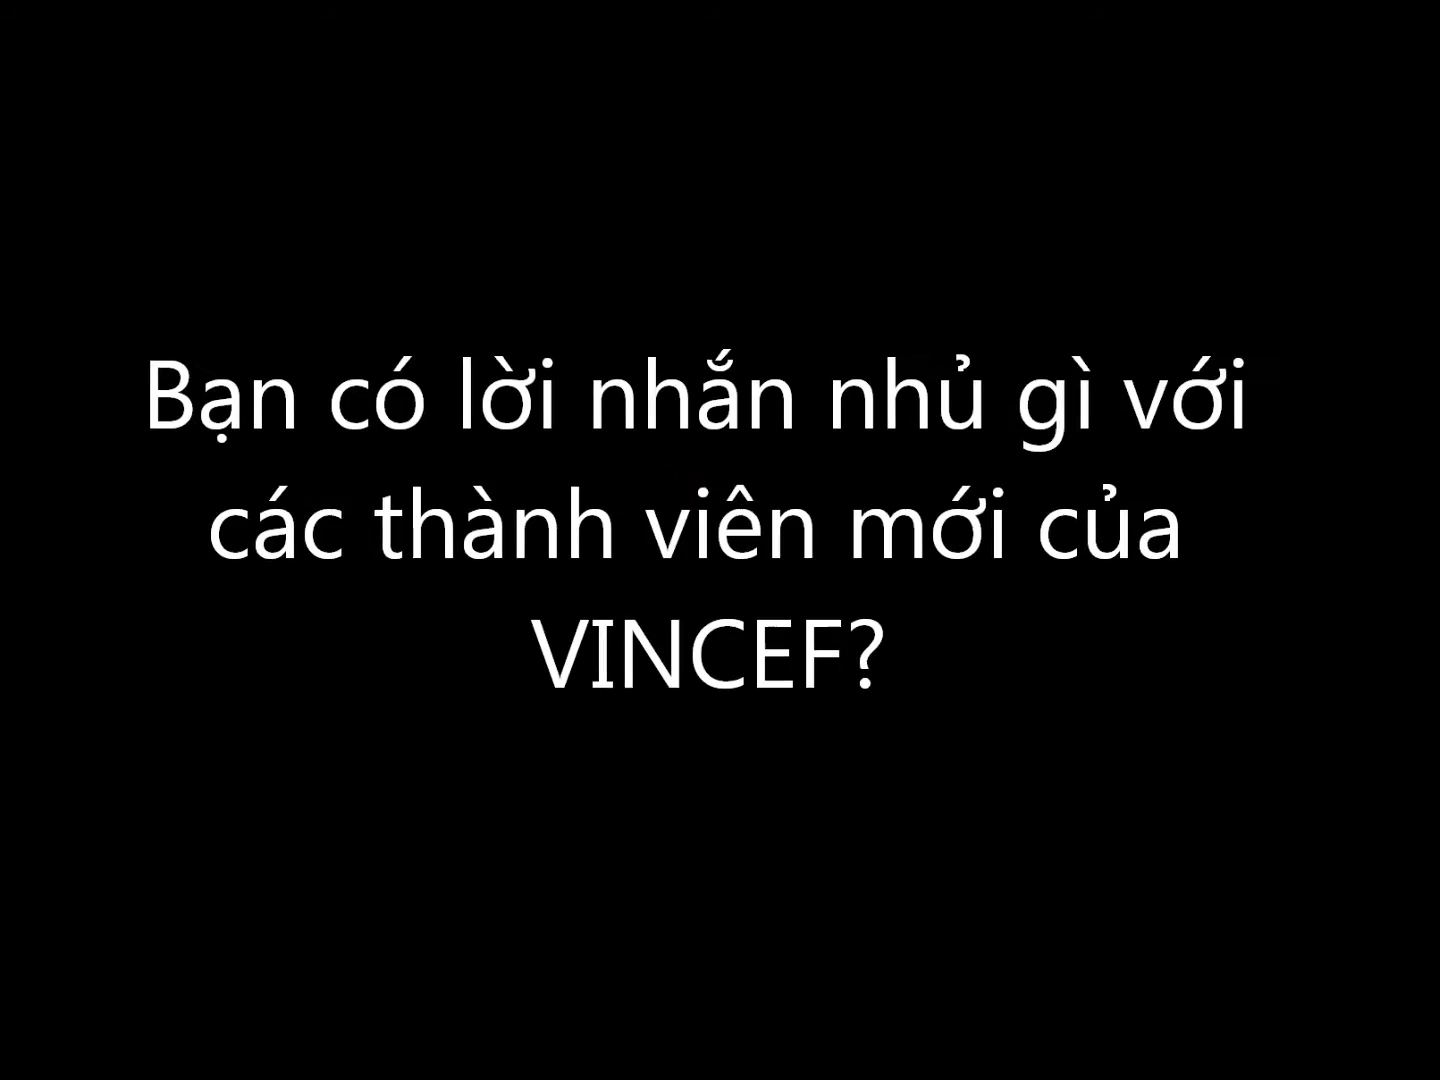 Bạn có lời nhắn nhủ gì với
các thành viên mới của
VINCEF?